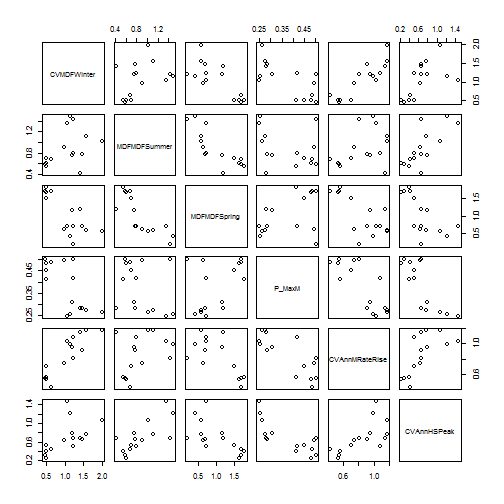 0.4 0.8 1.2
0.25 0.35 0.45
0.2 0.6 1.0 1.4
CVMDFWinter
0.5 1.0 1.5 2.0
0.4 0.8 1.2
MDFMDFSummer
MDFMDFSpring
0.5 1.0 1.5
0.25 0.35 0.45
P_MaxM
CVAnnMRateRise
0.6 1.0
0.2 0.6 1.0 1.4
CVAnnHSPeak
0.5 1.0 1.5 2.0
0.5 1.0 1.5
0.6 1.0